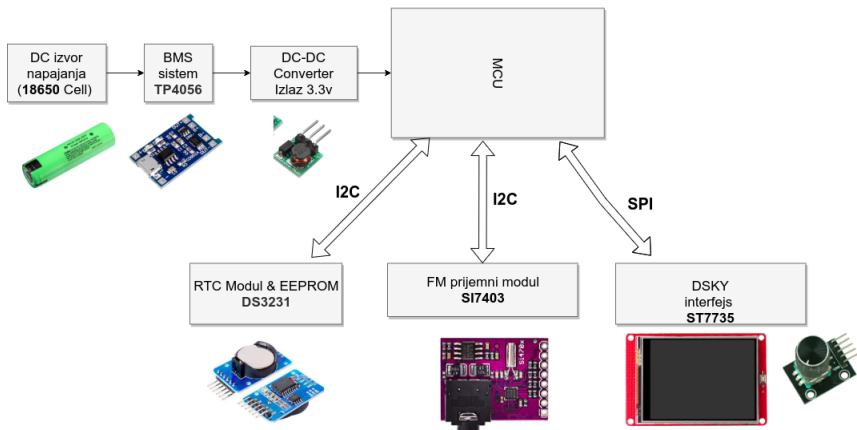 DC izvor
napajanja
(18650 Cell)
BMS
sistem
TP4056
DC-DC
Converter
Izlaz 3.3v
MCU
I2C
I2C
SPI
RTC Modul & EEPROM
DS3231
FM prijemni modul
SI7403
DSKY
interfejs
ST7735
Si470x